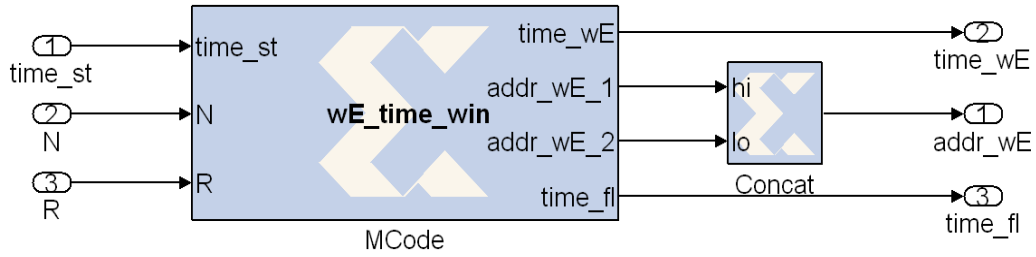 1
time_st
2
N
3
R
time_st
N
R
wE_time_win
time_wE
addr_wE_1
addr_wE_2
time_fl
MCode
hi
lo
Concat
2
time_wE
1
addr_wE
3
time_fl